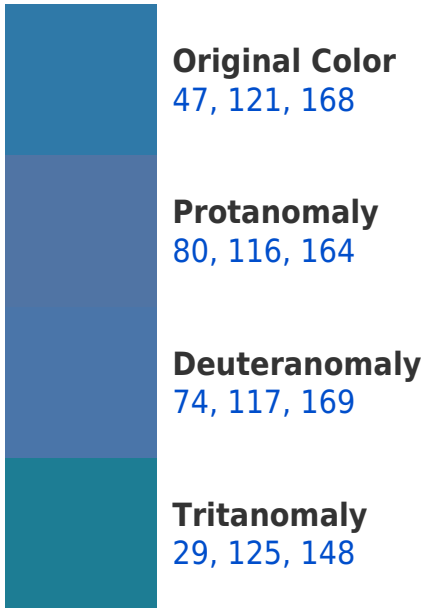 Original Color
47, 121, 168
Protanomaly
80, 116, 164
Deuteranomaly
74, 117, 169
Tritanomaly
29, 125, 148